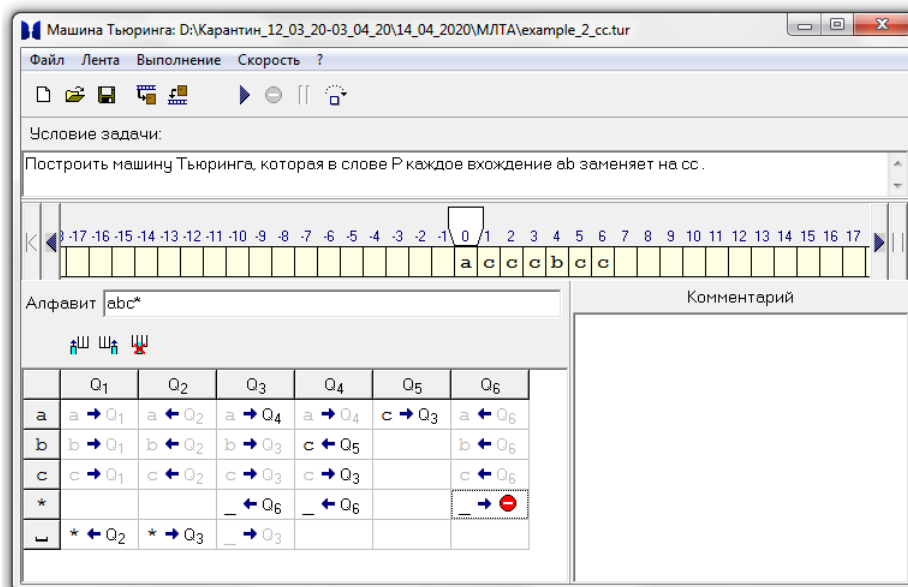 Машина Тьюринга: D:\Карантин_12_03_20-03_04_20\14_04_2020\МЛТА\example_2_cc.tur
Файл Лента Выполнение Скорость ?
Условие задачи:
Построить машину Тьюринга, которая в слове P каждое вхождение ab заменяет на cc.
-17 -16 -15 -14 -13 -12 -11 -10 -9 -8 -7 -6 -5 -4 -3 -2 -1 0 1 2 3 4 5 6 7 8 9 10 11 12 13 14 15 16 17
a c c c b c c
Алфавит abc*
Комментарий
Q1 Q2 Q3 Q4 Q5 Q6
a a → Q1 a ← Q2 a → Q4 a → Q4 c → Q3 a ← Q6
b b → Q1 b ← Q2 b → Q3 c ← Q5 b ← Q6
c c → Q1 c ← Q2 c → Q3 c → Q3 c ← Q6
* _ ← Q6 _ ← Q6 _ →
* ← Q2 * → Q3 _ → Q3